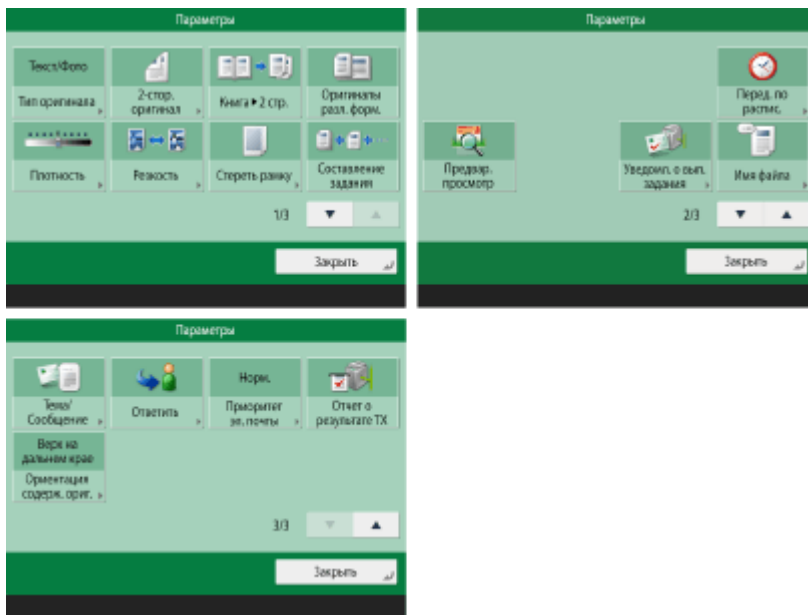 Параметры
Текст/Фото
Тип оригинала
2-стор.
оригинал
Книга ▸ 2 стр.
Оригиналы
разл. форм.
Плотность
Резкость
Стереть рамку
Составление
задания
1/3
Закрыть
Параметры
Перед. по
распис.
Предвар.
просмотр
Уведомл. о вып.
задания
Имя файла
2/3
Закрыть
Параметры
Тема/
Сообщение
Ответить
Норм.
Приоритет
эл. почты
Отчет о
результате TX
Верх на
дальнем крае
Ориентация
содерж. ориг.
3/3
Закрыть